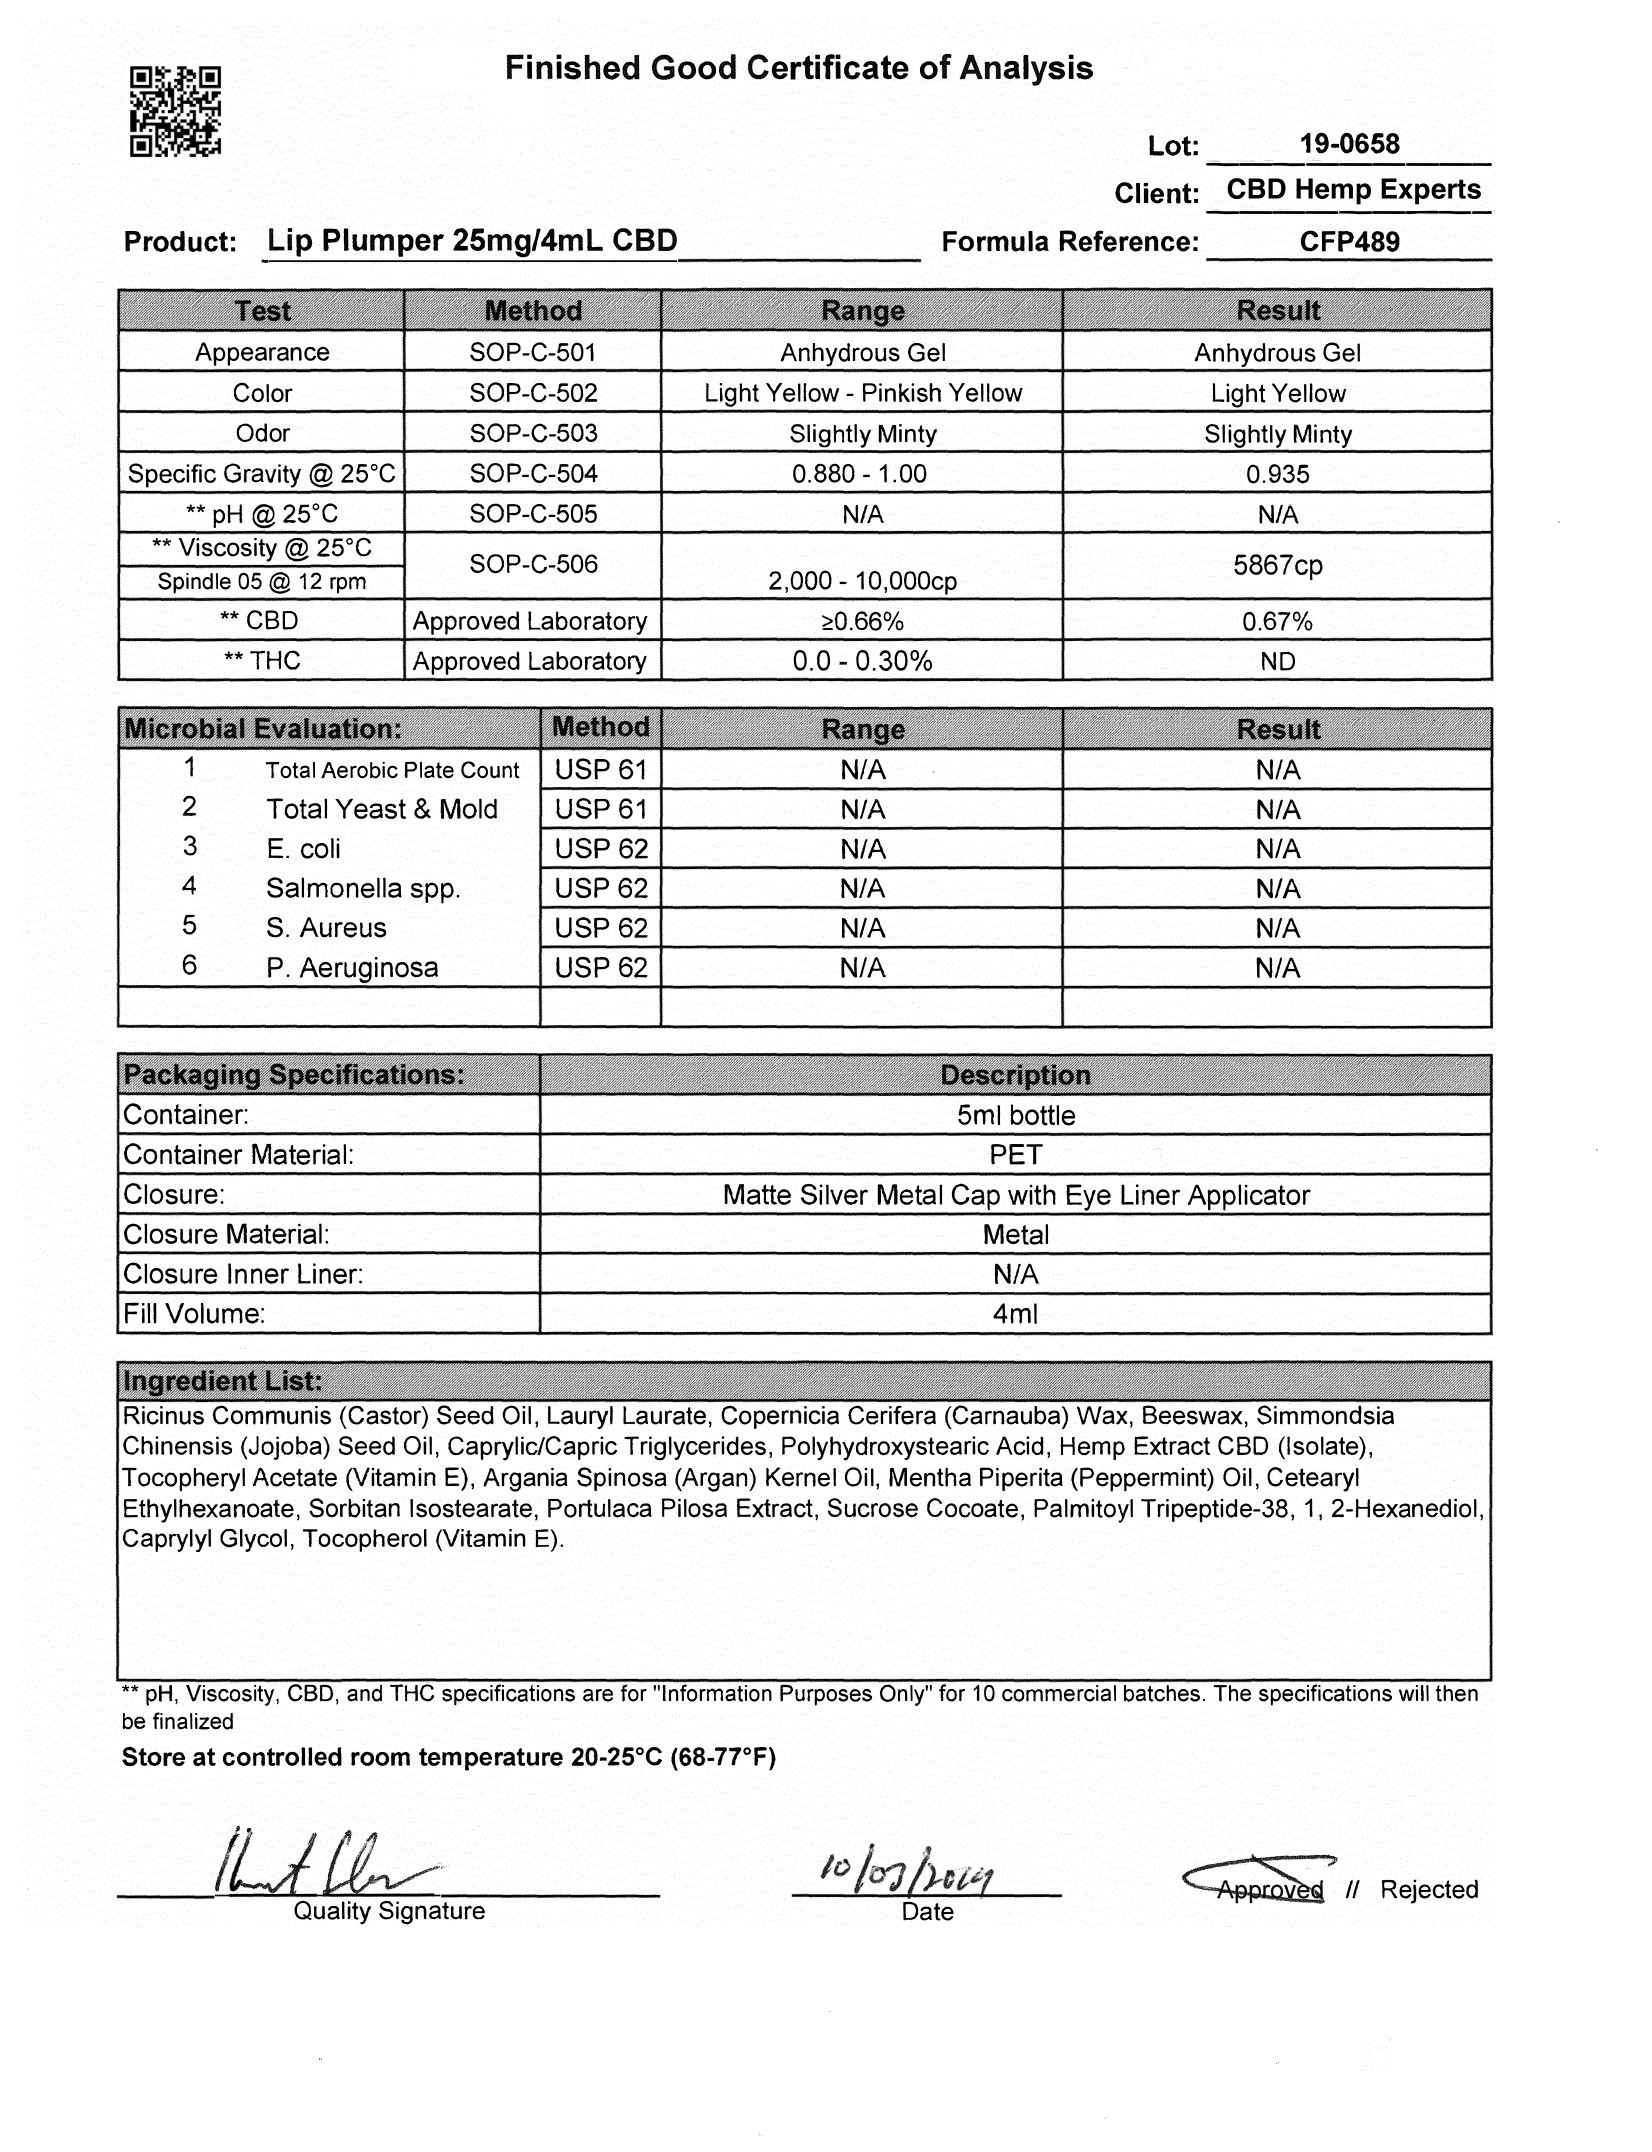 Finished Good Certificate of Analysis
Lot: 19-0658
Client: CBD Hemp Experts
Product: Lip Plumper 25mg/4mL CBD Formula Reference: CFP489
Test Method Range Result
Appearance SOP-C-501 Anhydrous Gel Anhydrous Gel
Color SOP-C-502 Light Yellow - Pinkish Yellow Light Yellow
Odor SOP-C-503 Slightly Minty Slightly Minty
Specific Gravity @ 25°C SOP-C-504 0.880 - 1.00 0.935
** pH @ 25°C SOP-C-505 N/A N/A
** Viscosity @ 25°C SOP-C-506 5867cp
Spindle 05 @ 12 rpm 2,000 - 10,000cp
** CBD Approved Laboratory ≥0.66% 0.67%
** THC Approved Laboratory 0.0 - 0.30% ND
Microbial Evaluation: Method Range Result
1 Total Aerobic Plate Count USP 61 N/A N/A
2 Total Yeast & Mold USP 61 N/A N/A
3 E. coli USP 62 N/A N/A
4 Salmonella spp. USP 62 N/A N/A
5 S. Aureus USP 62 N/A N/A
6 P. Aeruginosa USP 62 N/A N/A
Packaging Specifications: Description
Container: 5ml bottle
Container Material: PET
Closure: Matte Silver Metal Cap with Eye Liner Applicator
Closure Material: Metal
Closure Inner Liner: N/A
Fill Volume: 4ml
Ingredient List:
Ricinus Communis (Castor) Seed Oil, Lauryl Laurate, Copernicia Cerifera (Carnauba) Wax, Beeswax, Simmondsia
Chinensis (Jojoba) Seed Oil, Caprylic/Capric Triglycerides, Polyhydroxystearic Acid, Hemp Extract CBD (Isolate),
Tocopheryl Acetate (Vitamin E), Argania Spinosa (Argan) Kernel Oil, Mentha Piperita (Peppermint) Oil, Cetearyl
Ethylhexanoate, Sorbitan Isostearate, Portulaca Pilosa Extract, Sucrose Cocoate, Palmitoyl Tripeptide-38, 1, 2-Hexanediol,
Caprylyl Glycol, Tocopherol (Vitamin E).
** pH, Viscosity, CBD, and THC specifications are for "Information Purposes Only" for 10 commercial batches. The specifications will then
be finalized
Store at controlled room temperature 20-25°C (68-77°F)
Quality Signature Date Approved // Rejected